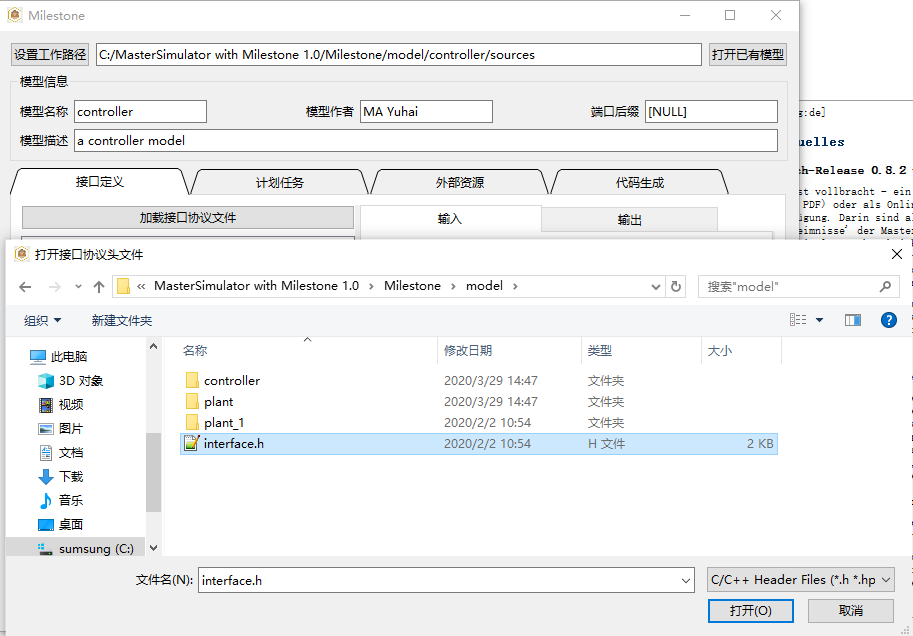 Milestone
设置工作路径 C:/MasterSimulator with Milestone 1.0/Milestone/model/controller/sources 打开已有模型
模型信息
模型名称 controller 模型作者 MA Yuhai 端口后缀 [NULL]
模型描述 a controller model
接口定义 计划任务 外部资源 代码生成
加载接口协议文件 输入 输出
g:de]
uelles
ch-Release 0.8.2
st vollbracht - ein
PDF) oder als Onlin
gung. Darin sind al
eimnisse' der Master
打开接口协议头文件
« MasterSimulator with Milestone 1.0 › Milestone › model › 搜索"model"
组织 新建文件夹
名称 修改日期 类型 大小
此电脑
3D 对象
视频
图片
文档
下载
音乐
桌面
sumsung (C:)
controller 2020/3/29 14:47 文件夹
plant 2020/3/29 14:47 文件夹
plant_1 2020/2/2 10:54 文件夹
interface.h 2020/2/2 10:54 H 文件 2 KB
文件名(N): interface.h C/C++ Header Files (*.h *.hp
打开(O) 取消